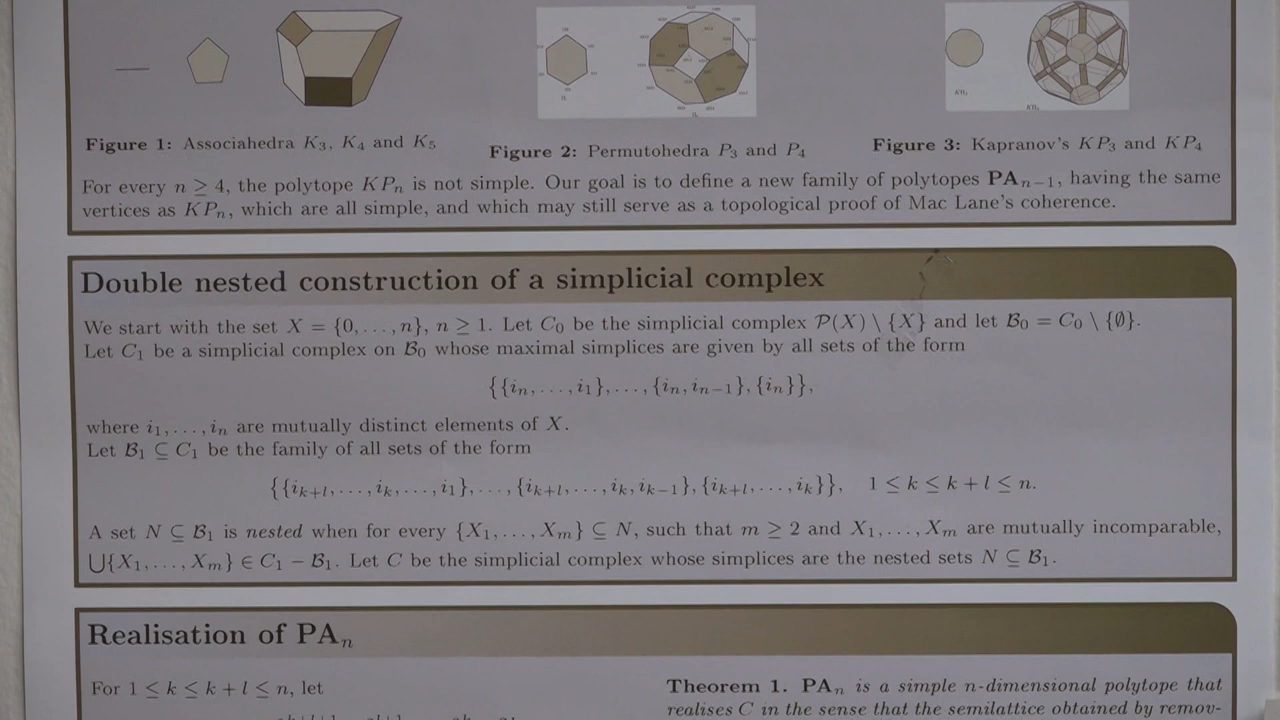 Figure 1: Associahedra K₃, K₄ and K₅
Figure 2: Permutohedra P₃ and P₄
Figure 3: Kapranov's KP₃ and KP₄
For every n ≥ 4, the polytope KPₙ is not simple. Our goal is to define a new family of polytopes PAₙ₋₁, having the same
vertices as KPₙ, which are all simple, and which may still serve as a topological proof of Mac Lane's coherence.
Double nested construction of a simplicial complex
We start with the set X = {0, . . . , n}, n ≥ 1. Let C₀ be the simplicial complex 𝒫(X) \ {X} and let ℬ₀ = C₀ \ {∅}.
Let C₁ be a simplicial complex on ℬ₀ whose maximal simplices are given by all sets of the form
{{iₙ, . . . , i₁}, . . . , {iₙ, iₙ₋₁}, {iₙ}},
where i₁, . . . , iₙ are mutually distinct elements of X.
Let ℬ₁ ⊆ C₁ be the family of all sets of the form
{{iₖ₊ₗ, . . . , iₖ, . . . , i₁}, . . . , {iₖ₊ₗ, . . . , iₖ, iₖ₋₁}, {iₖ₊ₗ, . . . , iₖ}}, 1 ≤ k ≤ k + l ≤ n.
A set N ⊆ ℬ₁ is nested when for every {X₁, . . . , Xₘ} ⊆ N, such that m ≥ 2 and X₁, . . . , Xₘ are mutually incomparable,
⋃{X₁, . . . , Xₘ} ∈ C₁ − ℬ₁. Let C be the simplicial complex whose simplices are the nested sets N ⊆ ℬ₁.
Realisation of PAₙ
For 1 ≤ k ≤ k + l ≤ n, let
Theorem 1. PAₙ is a simple n-dimensional polytope that
realises C in the sense that the semilattice obtained by remov-